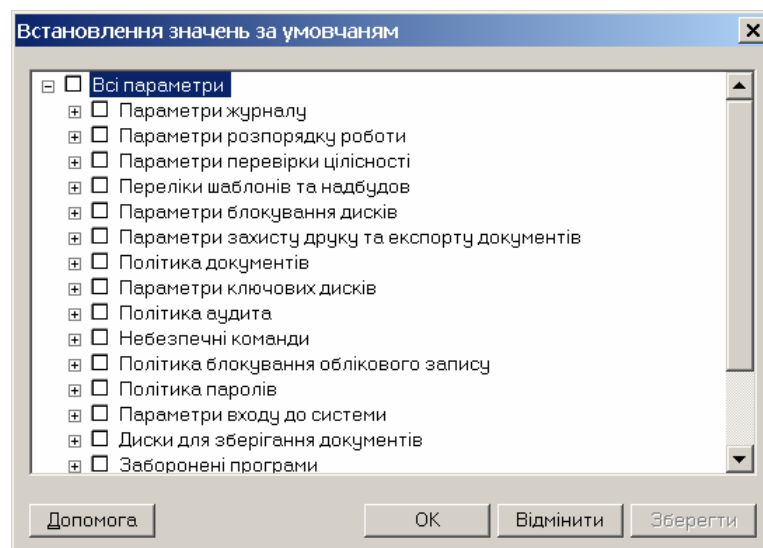 Встановлення значень за умовчаням
Всі параметри
Параметри журналу
Параметри розпорядку роботи
Параметри перевірки цілісності
Переліки шаблонів та надбудов
Параметри блокування дисків
Параметри захисту друку та експорту документів
Політика документів
Параметри ключових дисків
Політика аудита
Небезпечні команди
Політика блокування облікового запису
Політика паролів
Параметри входу до системи
Диски для зберігання документів
Заборонені програми
Допомога ОК Відмінити Зберегти